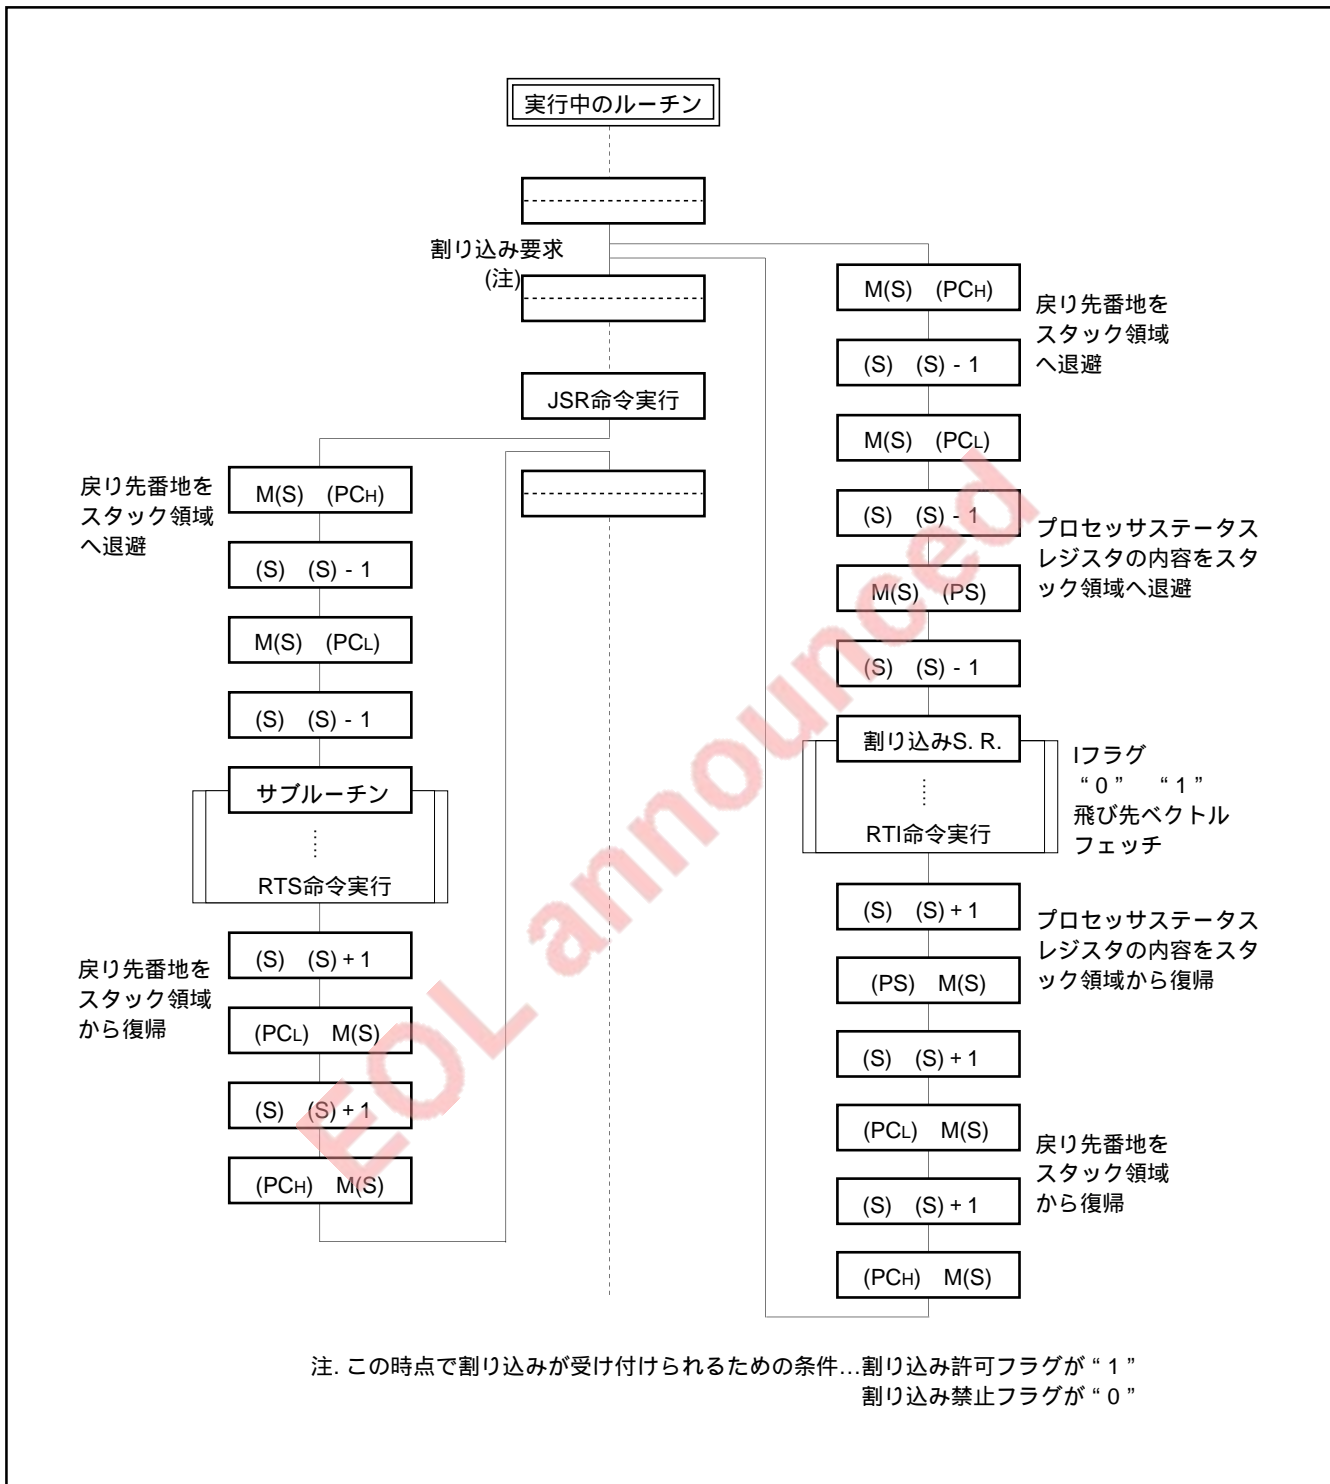 実行中のルーチン
割り込み要求
(注)
JSR命令実行
戻り先番地を
スタック領域
へ退避
M(S) (PCH)
(S) (S) - 1
M(S) (PCL)
(S) (S) - 1
サブルーチン
RTS命令実行
戻り先番地を
スタック領域
から復帰
(S) (S) + 1
(PCL) M(S)
(S) (S) + 1
(PCH) M(S)
M(S) (PCH)
戻り先番地を
スタック領域
へ退避
(S) (S) - 1
M(S) (PCL)
(S) (S) - 1
プロセッサステータス
レジスタの内容をスタ
ック領域へ退避
M(S) (PS)
(S) (S) - 1
割り込みS. R.
RTI命令実行
Iフラグ
“ 0 ” “ 1 ”
飛び先ベクトル
フェッチ
(S) (S) + 1
プロセッサステータス
レジスタの内容をスタ
ック領域から復帰
(PS) M(S)
(S) (S) + 1
(PCL) M(S)
戻り先番地を
スタック領域
から復帰
(S) (S) + 1
(PCH) M(S)
注. この時点で割り込みが受け付けられるための条件…割り込み許可フラグが “ 1 ”
割り込み禁止フラグが “ 0 ”
EOL announced